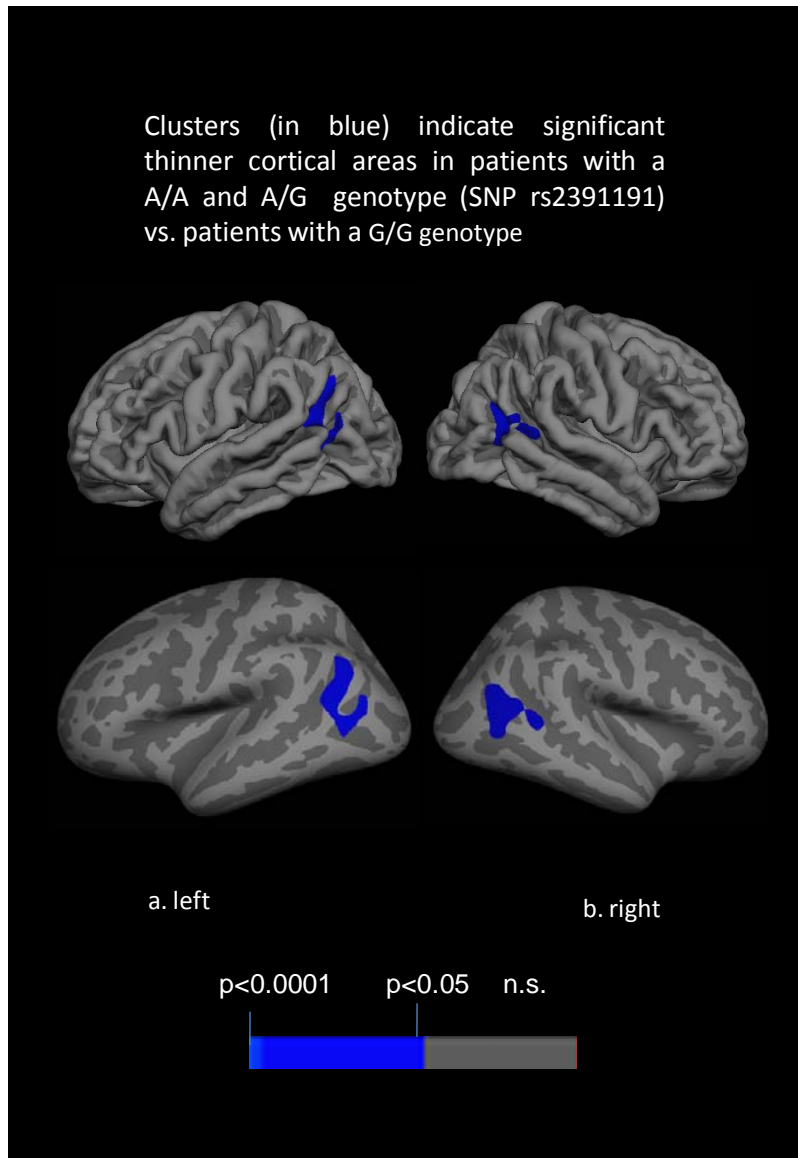 Clusters (in blue) indicate significant
thinner cortical areas in patients with a
A/A and A/G genotype (SNP rs2391191)
vs. patients with a G/G genotype
a. left
b. right
p<0.0001 p<0.05 n.s.